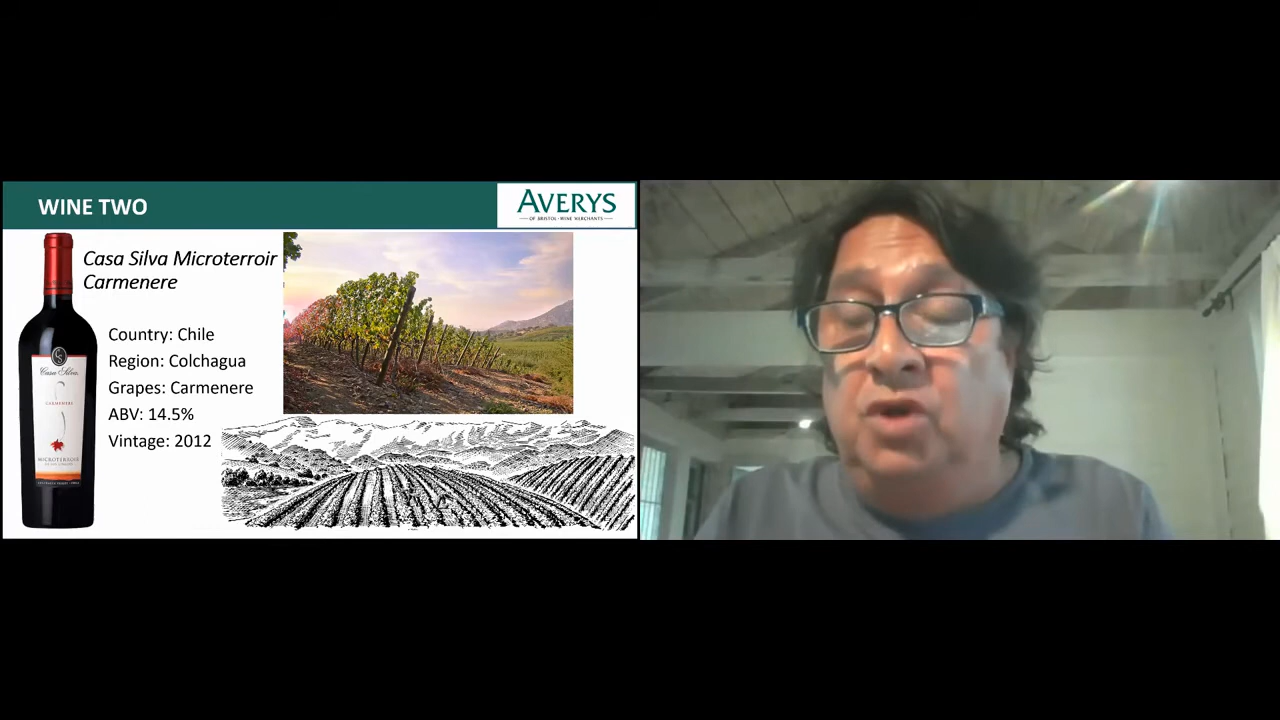 WINE TWO
AVERYS
OF BRISTOL • WINE MERCHANTS
Casa Silva Microterroir
Carmenere
Country: Chile
Region: Colchagua
Grapes: Carmenere
ABV: 14.5%
Vintage: 2012
CS
Casa Silva
CARMENERE
MICROTERROIR